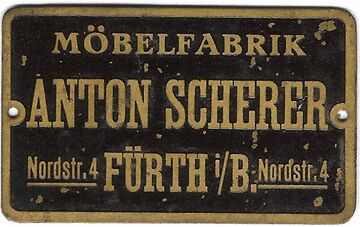 MÖBELFABRIK
ANTON SCHERER
Nordstr. 4 FÜRTH i/B. Nordstr. 4